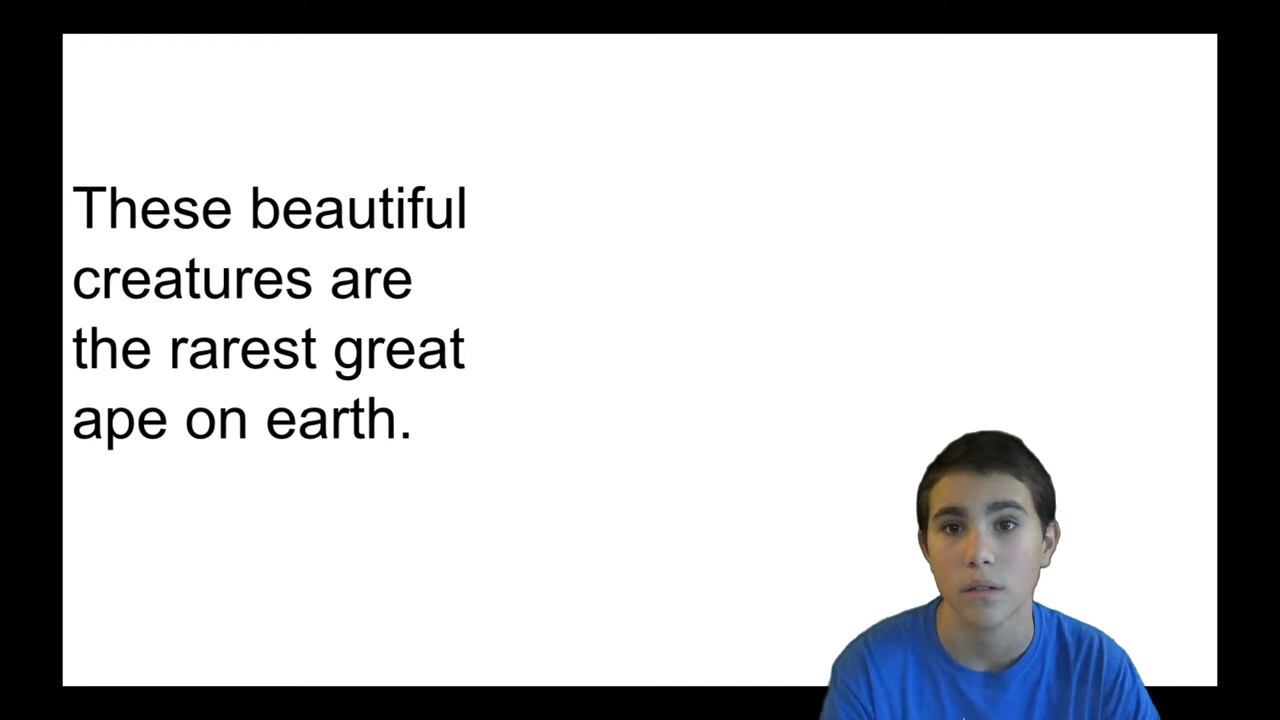 These beautiful
creatures are
the rarest great
ape on earth.